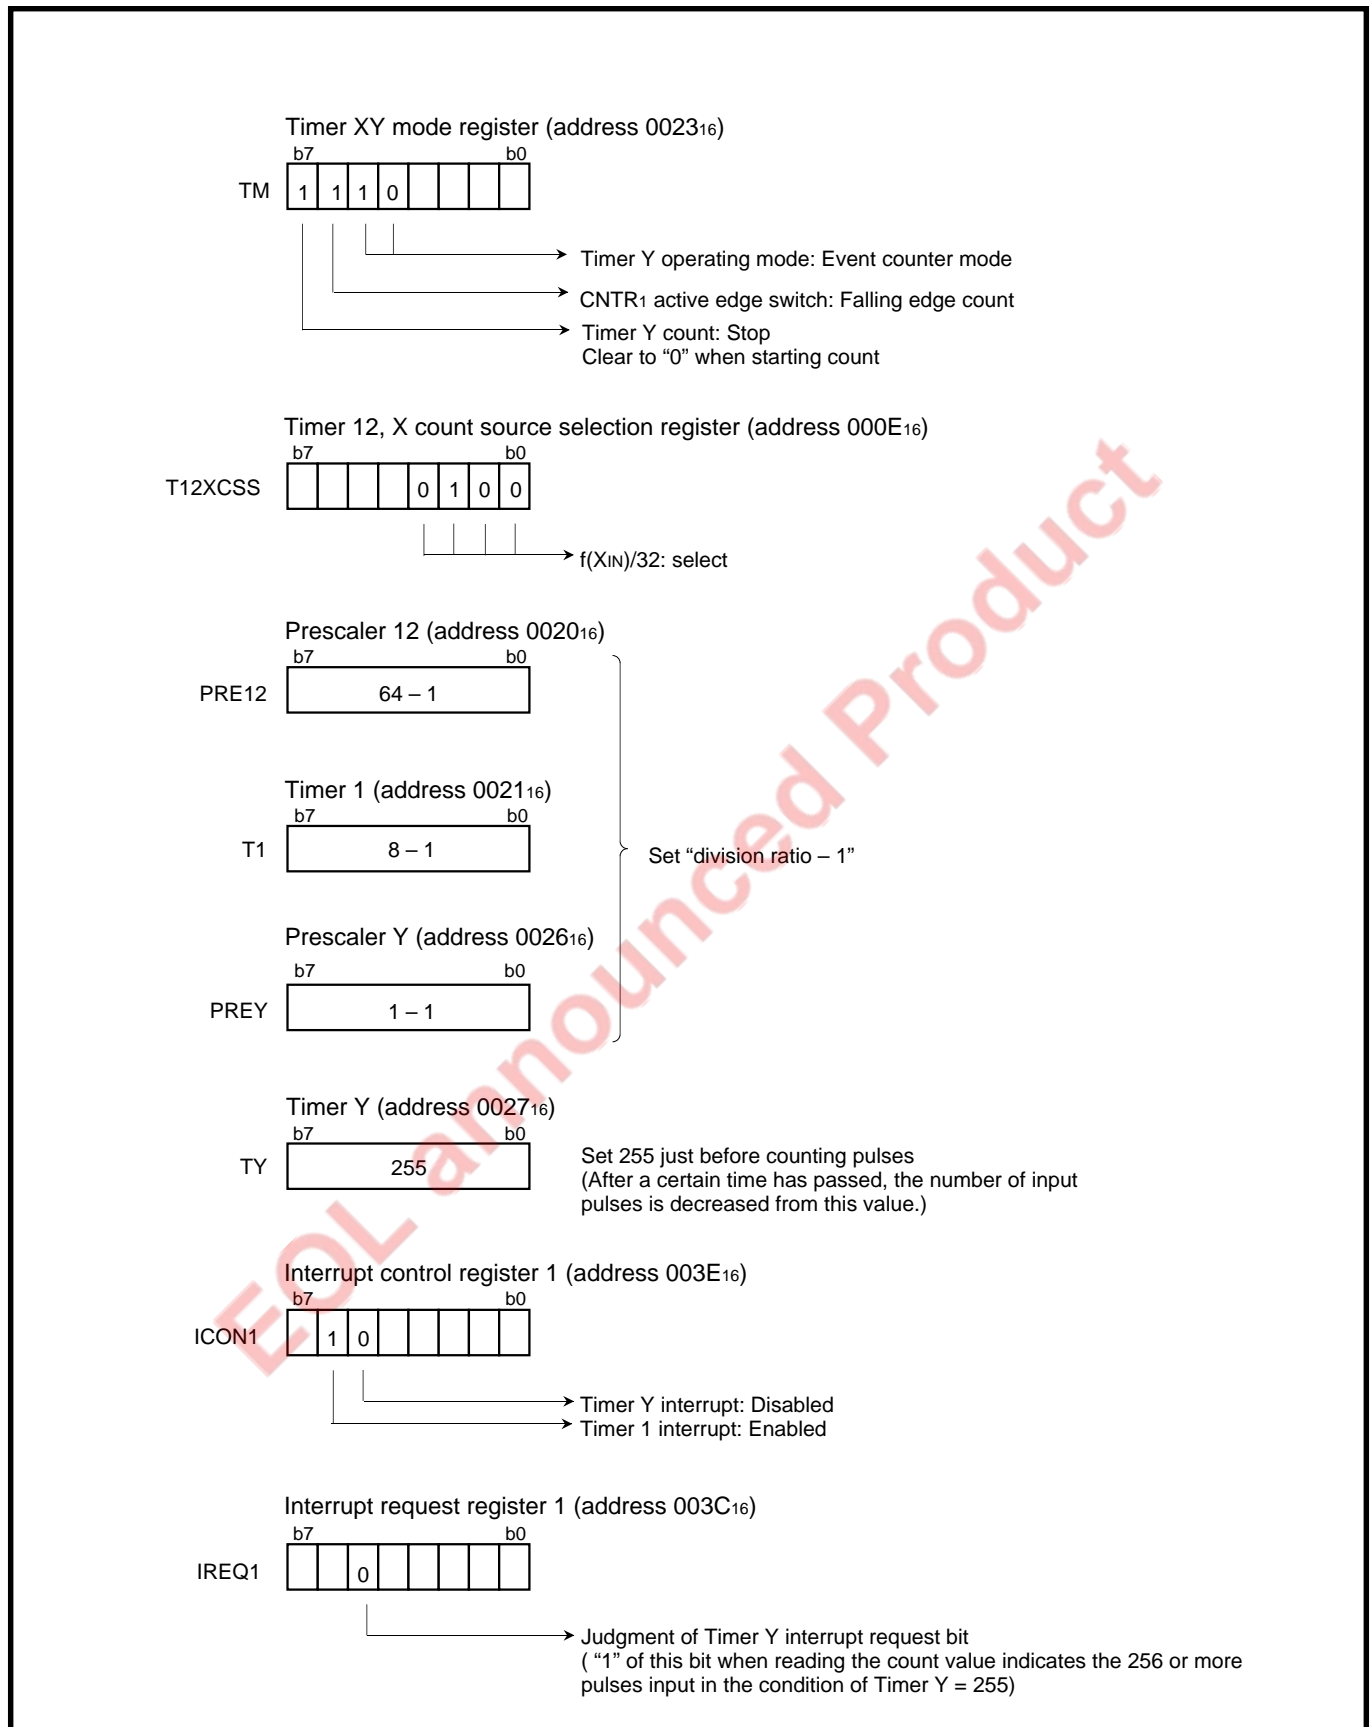 Timer XY mode register (address 002316)
b7 b0
TM 1 1 1 0
Timer Y operating mode: Event counter mode
CNTR1 active edge switch: Falling edge count
Timer Y count: Stop
Clear to “0” when starting count
Timer 12, X count source selection register (address 000E16)
b7 b0
T12XCSS 0 1 0 0
f(XIN)/32: select
Prescaler 12 (address 002016)
b7 b0
PRE12 64 – 1
Timer 1 (address 002116)
b7 b0
T1 8 – 1
Set “division ratio – 1”
Prescaler Y (address 002616)
b7 b0
PREY 1 – 1
Timer Y (address 002716)
b7 b0
TY 255
Set 255 just before counting pulses
(After a certain time has passed, the number of input
pulses is decreased from this value.)
Interrupt control register 1 (address 003E16)
b7 b0
ICON1 1 0
Timer Y interrupt: Disabled
Timer 1 interrupt: Enabled
Interrupt request register 1 (address 003C16)
b7 b0
IREQ1 0
Judgment of Timer Y interrupt request bit
( “1” of this bit when reading the count value indicates the 256 or more
pulses input in the condition of Timer Y = 255)
EOL announced Product